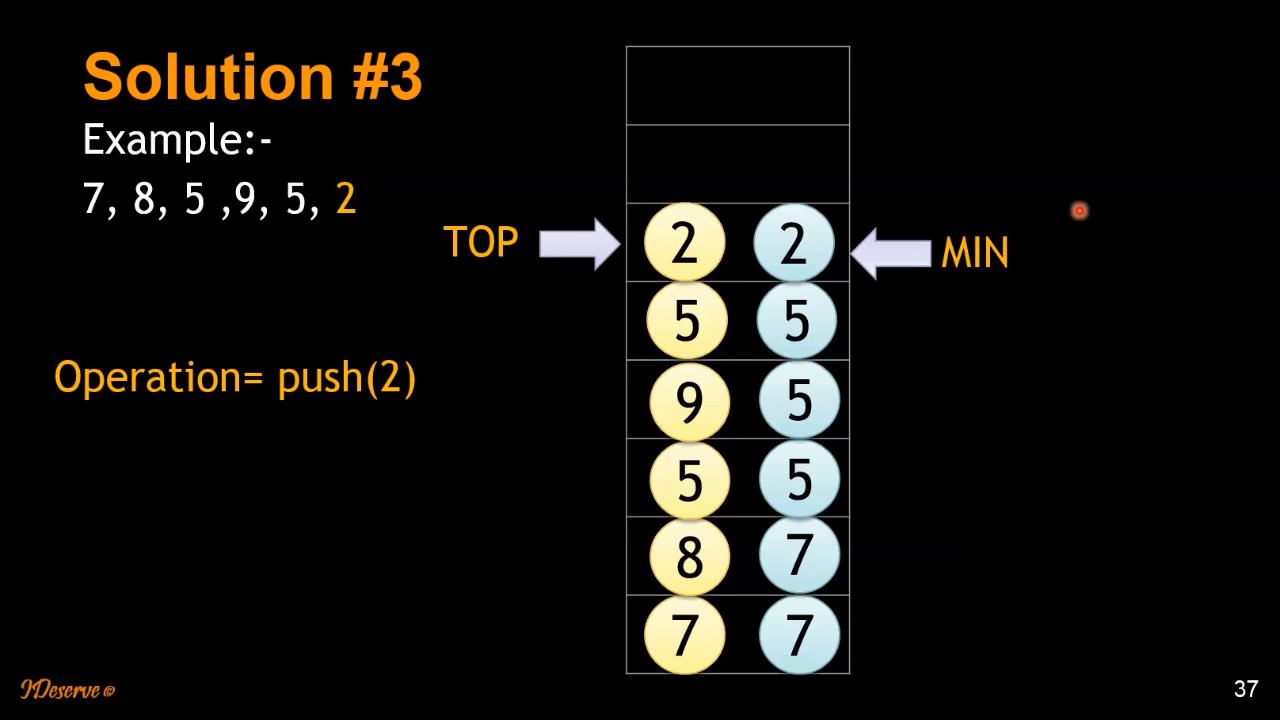 Solution #3
Example:-
7, 8, 5 ,9, 5, 2
TOP
2 2
MIN
5 5
Operation= push(2)
9 5
5 5
8 7
7 7
IDeserve ©
37